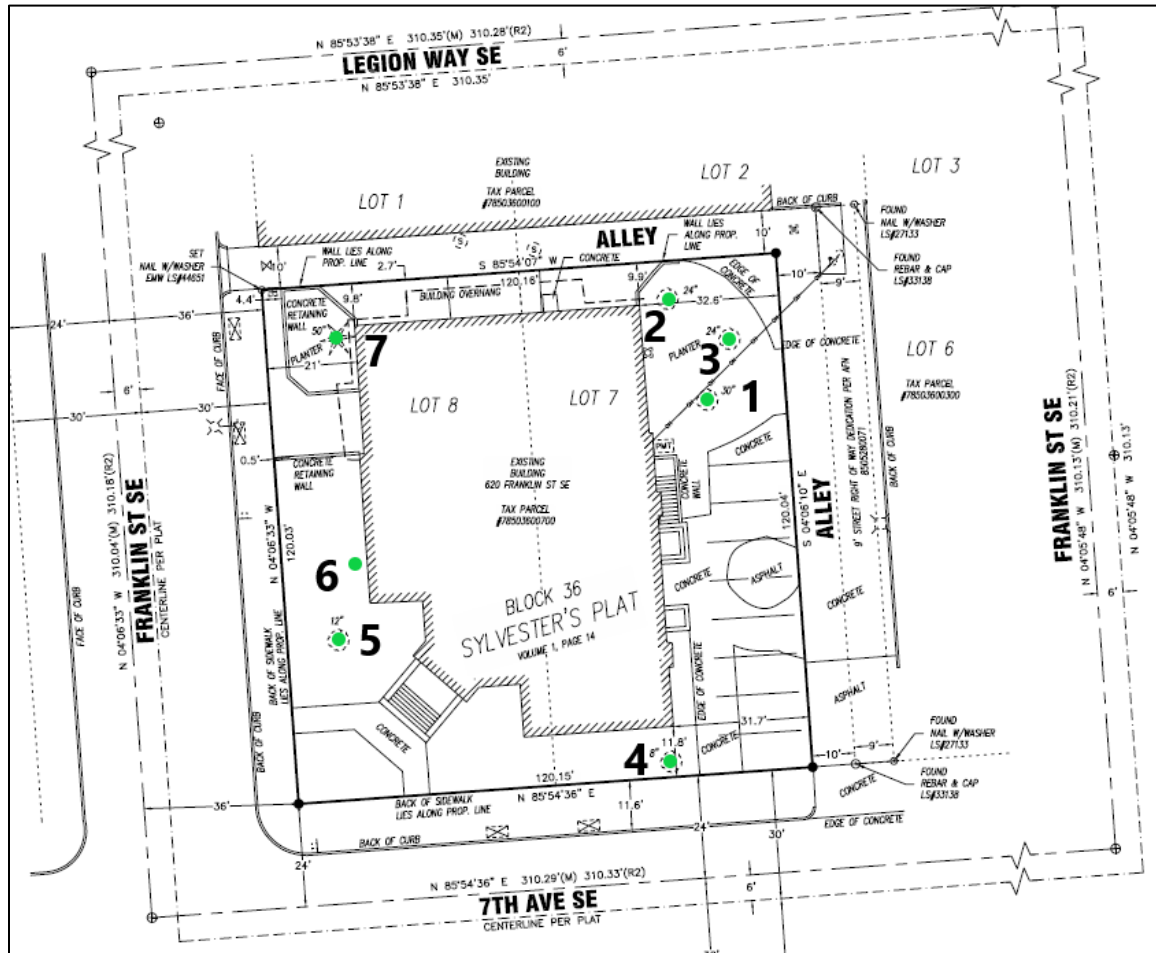 N 85°53'38" E 310.35'(M) 310.28'(R2)
LEGION WAY SE
6'
N 85°53'38" E 310.35'
EXISTING
BUILDING
TAX PARCEL
#78503600100
LOT 1
LOT 2
LOT 3
BACK OF CURB
FOUND
NAIL W/WASHER
LS#27133
FOUND
REBAR & CAP
LS#33138
SET
NAIL W/WASHER
EMW LS#44651
WALL LIES ALONG
PROP. LINE
ALLEY
WALL LIES
ALONG PROP.
LINE
10'
S
S
10'
2.7'
S 85°54'07" W
120.16'
CONCRETE
BUILDING OVERHANG
9.9'
EDGE OF
CONCRETE
10'
9'
4.4'
9.8'
CONCRETE
RETAINING
WALL
50"
PLANTER
7
21'
24"
32.6'
2
24"
PLANTER
3
EDGE OF CONCRETE
30"
1
24'
36'
6'
30'
30'
FACE OF CURB
LOT 6
TAX PARCEL
#78503600300
LOT 8
LOT 7
PMT
CONCRETE
CONCRETE
WALL
0.5'
CONCRETE
RETAINING
WALL
EXISTING
BUILDING
620 FRANKLIN ST SE
TAX PARCEL
#78503600700
S 04°06'10" E
120.04'
ALLEY
9' STREET RIGHT OF WAY DEDICATION PER AFN
8505280071
BACK OF CURB
FRANKLIN ST SE
N 04°05'48" W 310.13'(M) 310.21'(R2)
N 04°05'48" W 310.13'
6'
N 04°06'33" W 310.04'(M) 310.18'(R2)
FRANKLIN ST SE
CENTERLINE PER PLAT
FACE OF CURB
N 04°06'33" W
120.03'
6
12"
5
BACK OF SIDEWALK
LIES ALONG PROP. LINE
BACK OF CURB
BLOCK 36
SYLVESTER'S PLAT
VOLUME 1, PAGE 14
CONCRETE
ASPHALT
CONCRETE
EDGE OF CONCRETE
ASPHALT
CONCRETE
31.7'
11.8'
8"
4
CONCRETE
FOUND
NAIL W/WASHER
LS#27133
10'
9'
FOUND
REBAR & CAP
LS#33138
CONCRETE
36'
120.15'
BACK OF SIDEWALK
LIES ALONG PROP. LINE
N 85°54'36" E
11.6'
BACK OF CURB
24'
24'
30'
EDGE OF CONCRETE
N 85°54'36" E 310.29'(M) 310.33'(R2)
7TH AVE SE
CENTERLINE PER PLAT
6'